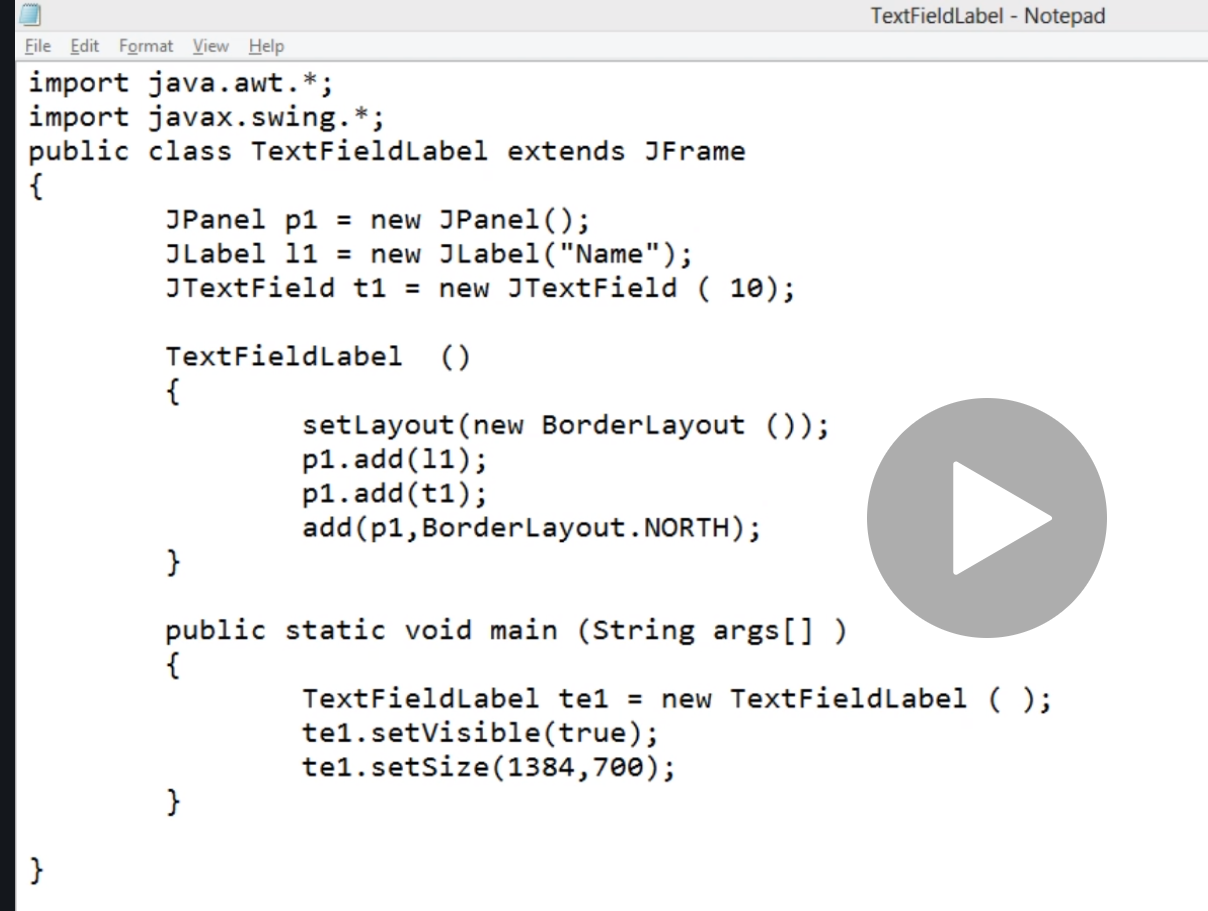 TextFieldLabel - Notepad
File Edit Format View Help
import java.awt.*;
import javax.swing.*;
public class TextFieldLabel extends JFrame
{
JPanel p1 = new JPanel();
JLabel l1 = new JLabel("Name");
JTextField t1 = new JTextField ( 10);
TextFieldLabel  ()
{
setLayout(new BorderLayout ());
p1.add(l1);
p1.add(t1);
add(p1,BorderLayout.NORTH);
}
public static void main (String args[] )
{
TextFieldLabel te1 = new TextFieldLabel ( );
te1.setVisible(true);
te1.setSize(1384,700);
}
}